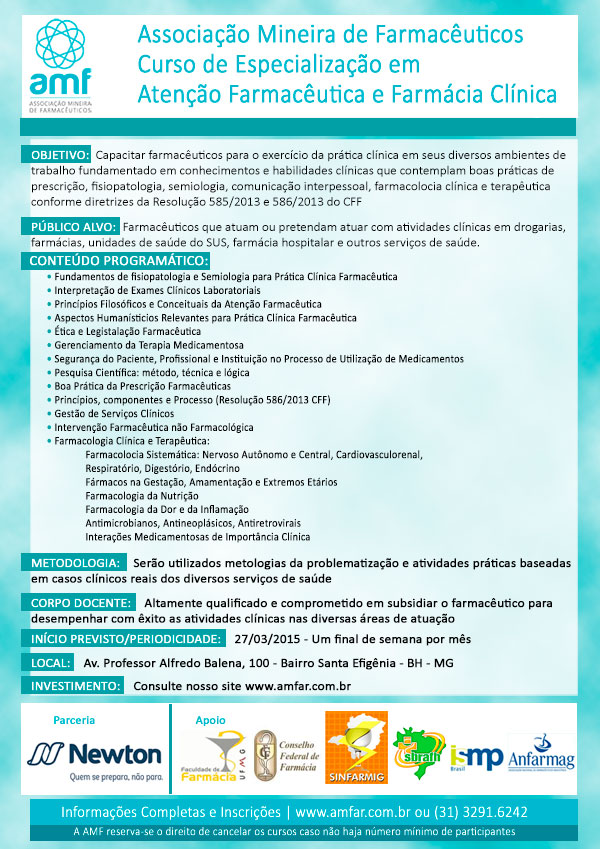 amf
ASSOCIAÇÃO MINEIRA
DE FARMACÊUTICOS
Associação Mineira de Farmacêuticos
Curso de Especialização em
Atenção Farmacêutica e Farmácia Clínica
OBJETIVO: Capacitar farmacêuticos para o exercício da prática clínica em seus diversos ambientes de
trabalho fundamentado em conhecimentos e habilidades clínicas que contemplam boas práticas de
prescrição, fisiopatologia, semiologia, comunicação interpessoal, farmacolocia clínica e terapêutica
conforme diretrizes da Resolução 585/2013 e 586/2013 do CFF
PÚBLICO ALVO: Farmacêuticos que atuam ou pretendam atuar com atividades clínicas em drogarias,
farmácias, unidades de saúde do SUS, farmácia hospitalar e outros serviços de saúde.
CONTEÚDO PROGRAMÁTICO:
• Fundamentos de fisiopatologia e Semiologia para Prática Clínica Farmacêutica
• Interpretação de Exames Clínicos Laboratoriais
• Princípios Filosóficos e Conceituais da Atenção Farmacêutica
• Aspectos Humanísticios Relevantes para Prática Clínica Farmacêutica
• Ética e Legistalação Farmacêutica
• Gerenciamento da Terapia Medicamentosa
• Segurança do Paciente, Profissional e Instituição no Processo de Utilização de Medicamentos
• Pesquisa Científica: método, técnica e lógica
• Boa Prática da Prescrição Farmacêuticas
• Princípios, componentes e Processo (Resolução 586/2013 CFF)
• Gestão de Serviços Clínicos
• Intervenção Farmacêutica não Farmacológica
• Farmacologia Clínica e Terapêutica:
Farmacolocia Sistemática: Nervoso Autônomo e Central, Cardiovasculorenal,
Respiratório, Digestório, Endócrino
Fármacos na Gestação, Amamentação e Extremos Etários
Farmacologia da Nutrição
Farmacologia da Dor e da Inflamação
Antimicrobianos, Antineoplásicos, Antiretrovirais
Interações Medicamentosas de Importância Clínica
METODOLOGIA: Serão utilizados metologias da problematização e atividades práticas baseadas
em casos clínicos reais dos diversos serviços de saúde
CORPO DOCENTE: Altamente qualificado e comprometido em subsidiar o farmacêutico para
desempenhar com êxito as atividades clínicas nas diversas áreas de atuação
INÍCIO PREVISTO/PERIODICIDADE: 27/03/2015 - Um final de semana por mês
LOCAL: Av. Professor Alfredo Balena, 100 - Bairro Santa Efigênia - BH - MG
INVESTIMENTO: Consulte nosso site www.amfar.com.br
Parceria
Newton
Quem se prepara, não para.
Apoio
Faculdade de
Farmácia
UFMG
Conselho
Federal de
Farmácia
SINFARMIG
sbrafh
ismp
Brasil
Anfarmag
Informações Completas e Inscrições | www.amfar.com.br ou (31) 3291.6242
A AMF reserva-se o direito de cancelar os cursos caso não haja número mínimo de participantes